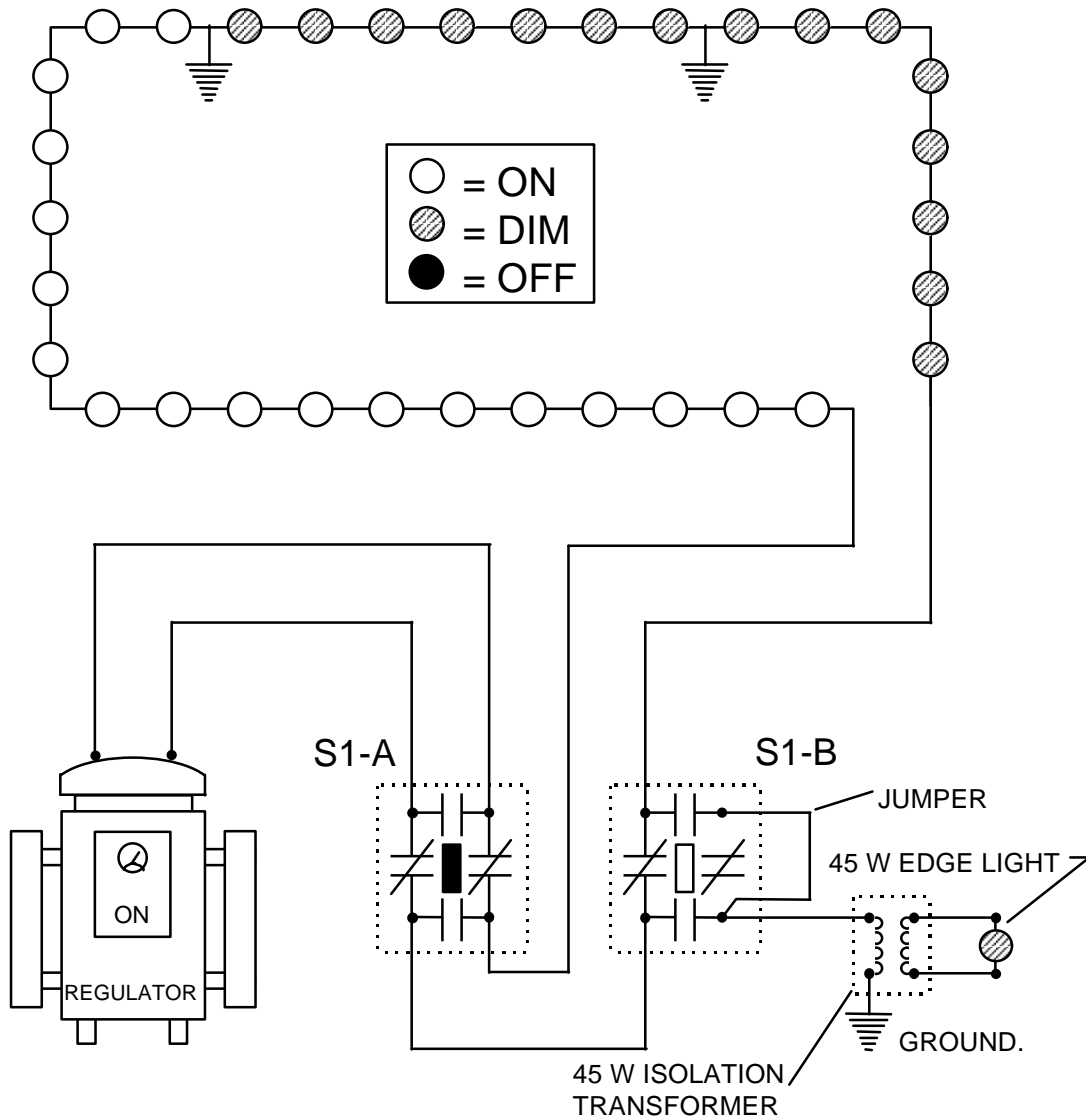 = ON
= DIM
= OFF
S1-A
S1-B
JUMPER
45 W EDGE LIGHT
ON
REGULATOR
GROUND.
45 W ISOLATION
TRANSFORMER